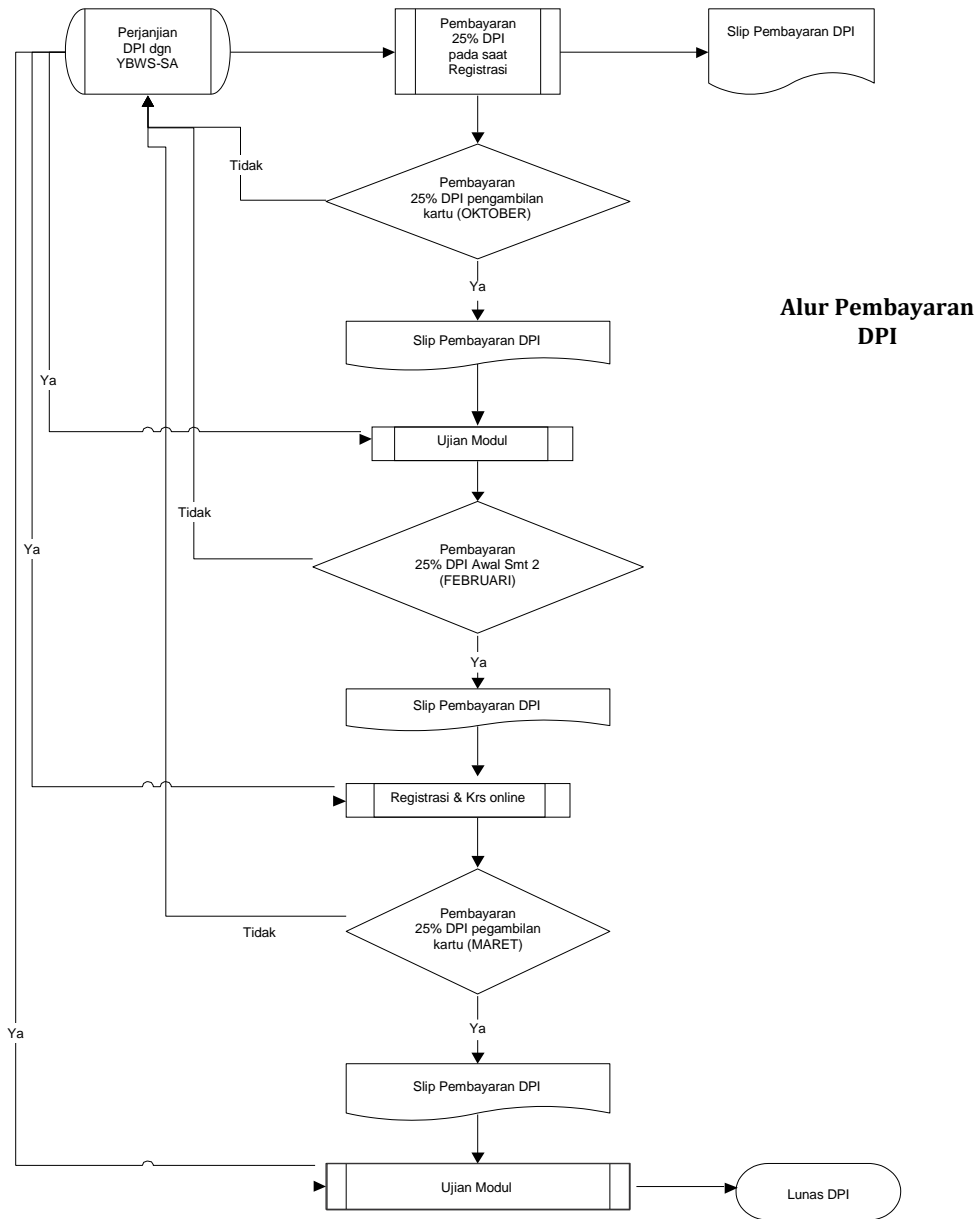 Perjanjian
DPI dgn
YBWS-SA
Pembayaran
25% DPI
pada saat
Registrasi
Slip Pembayaran DPI
Tidak
Pembayaran
25% DPI pengambilan
kartu (OKTOBER)
Ya
Alur Pembayaran
DPI
Slip Pembayaran DPI
Ya
Ujian Modul
Tidak
Ya
Pembayaran
25% DPI Awal Smt 2
(FEBRUARI)
Ya
Slip Pembayaran DPI
Registrasi & Krs online
Tidak
Pembayaran
25% DPI pegambilan
kartu (MARET)
Ya
Ya
Slip Pembayaran DPI
Ujian Modul
Lunas DPI